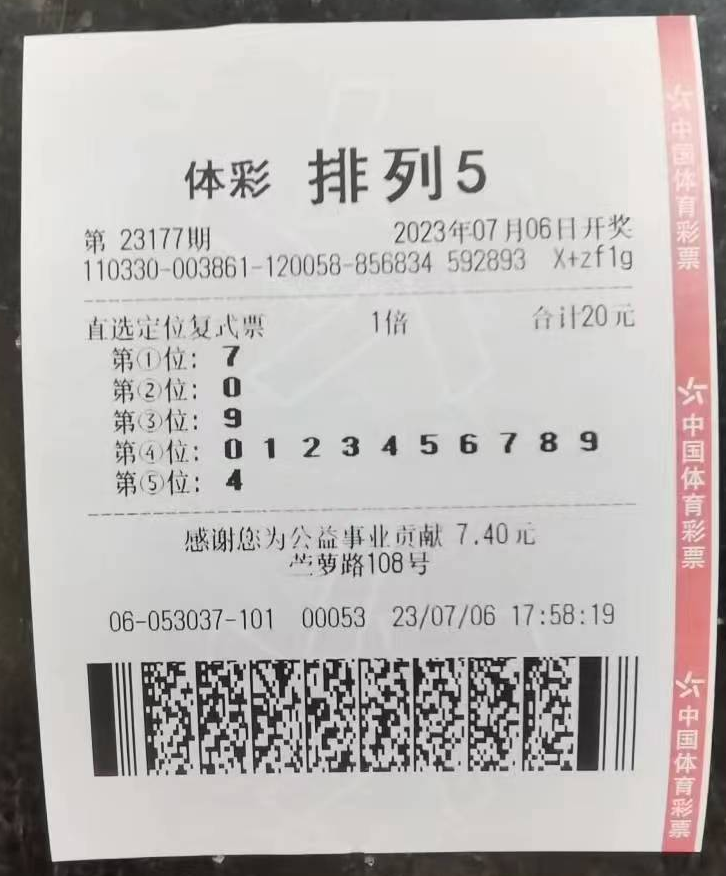 体彩 排列5
第 23177期 2023年07月06日开奖
110330-003861-120058-856834 592893 X+zf1g
直选定位复式票 1倍 合计20元
第①位: 7
第②位: 0
第③位: 9
第④位: 0 1 2 3 4 5 6 7 8 9
第⑤位: 4
感谢您为公益事业贡献 7.40元
苎萝路108号
06-053037-101 00053 23/07/06 17:58:19
中国体育彩票
中国体育彩票
中国体育彩票